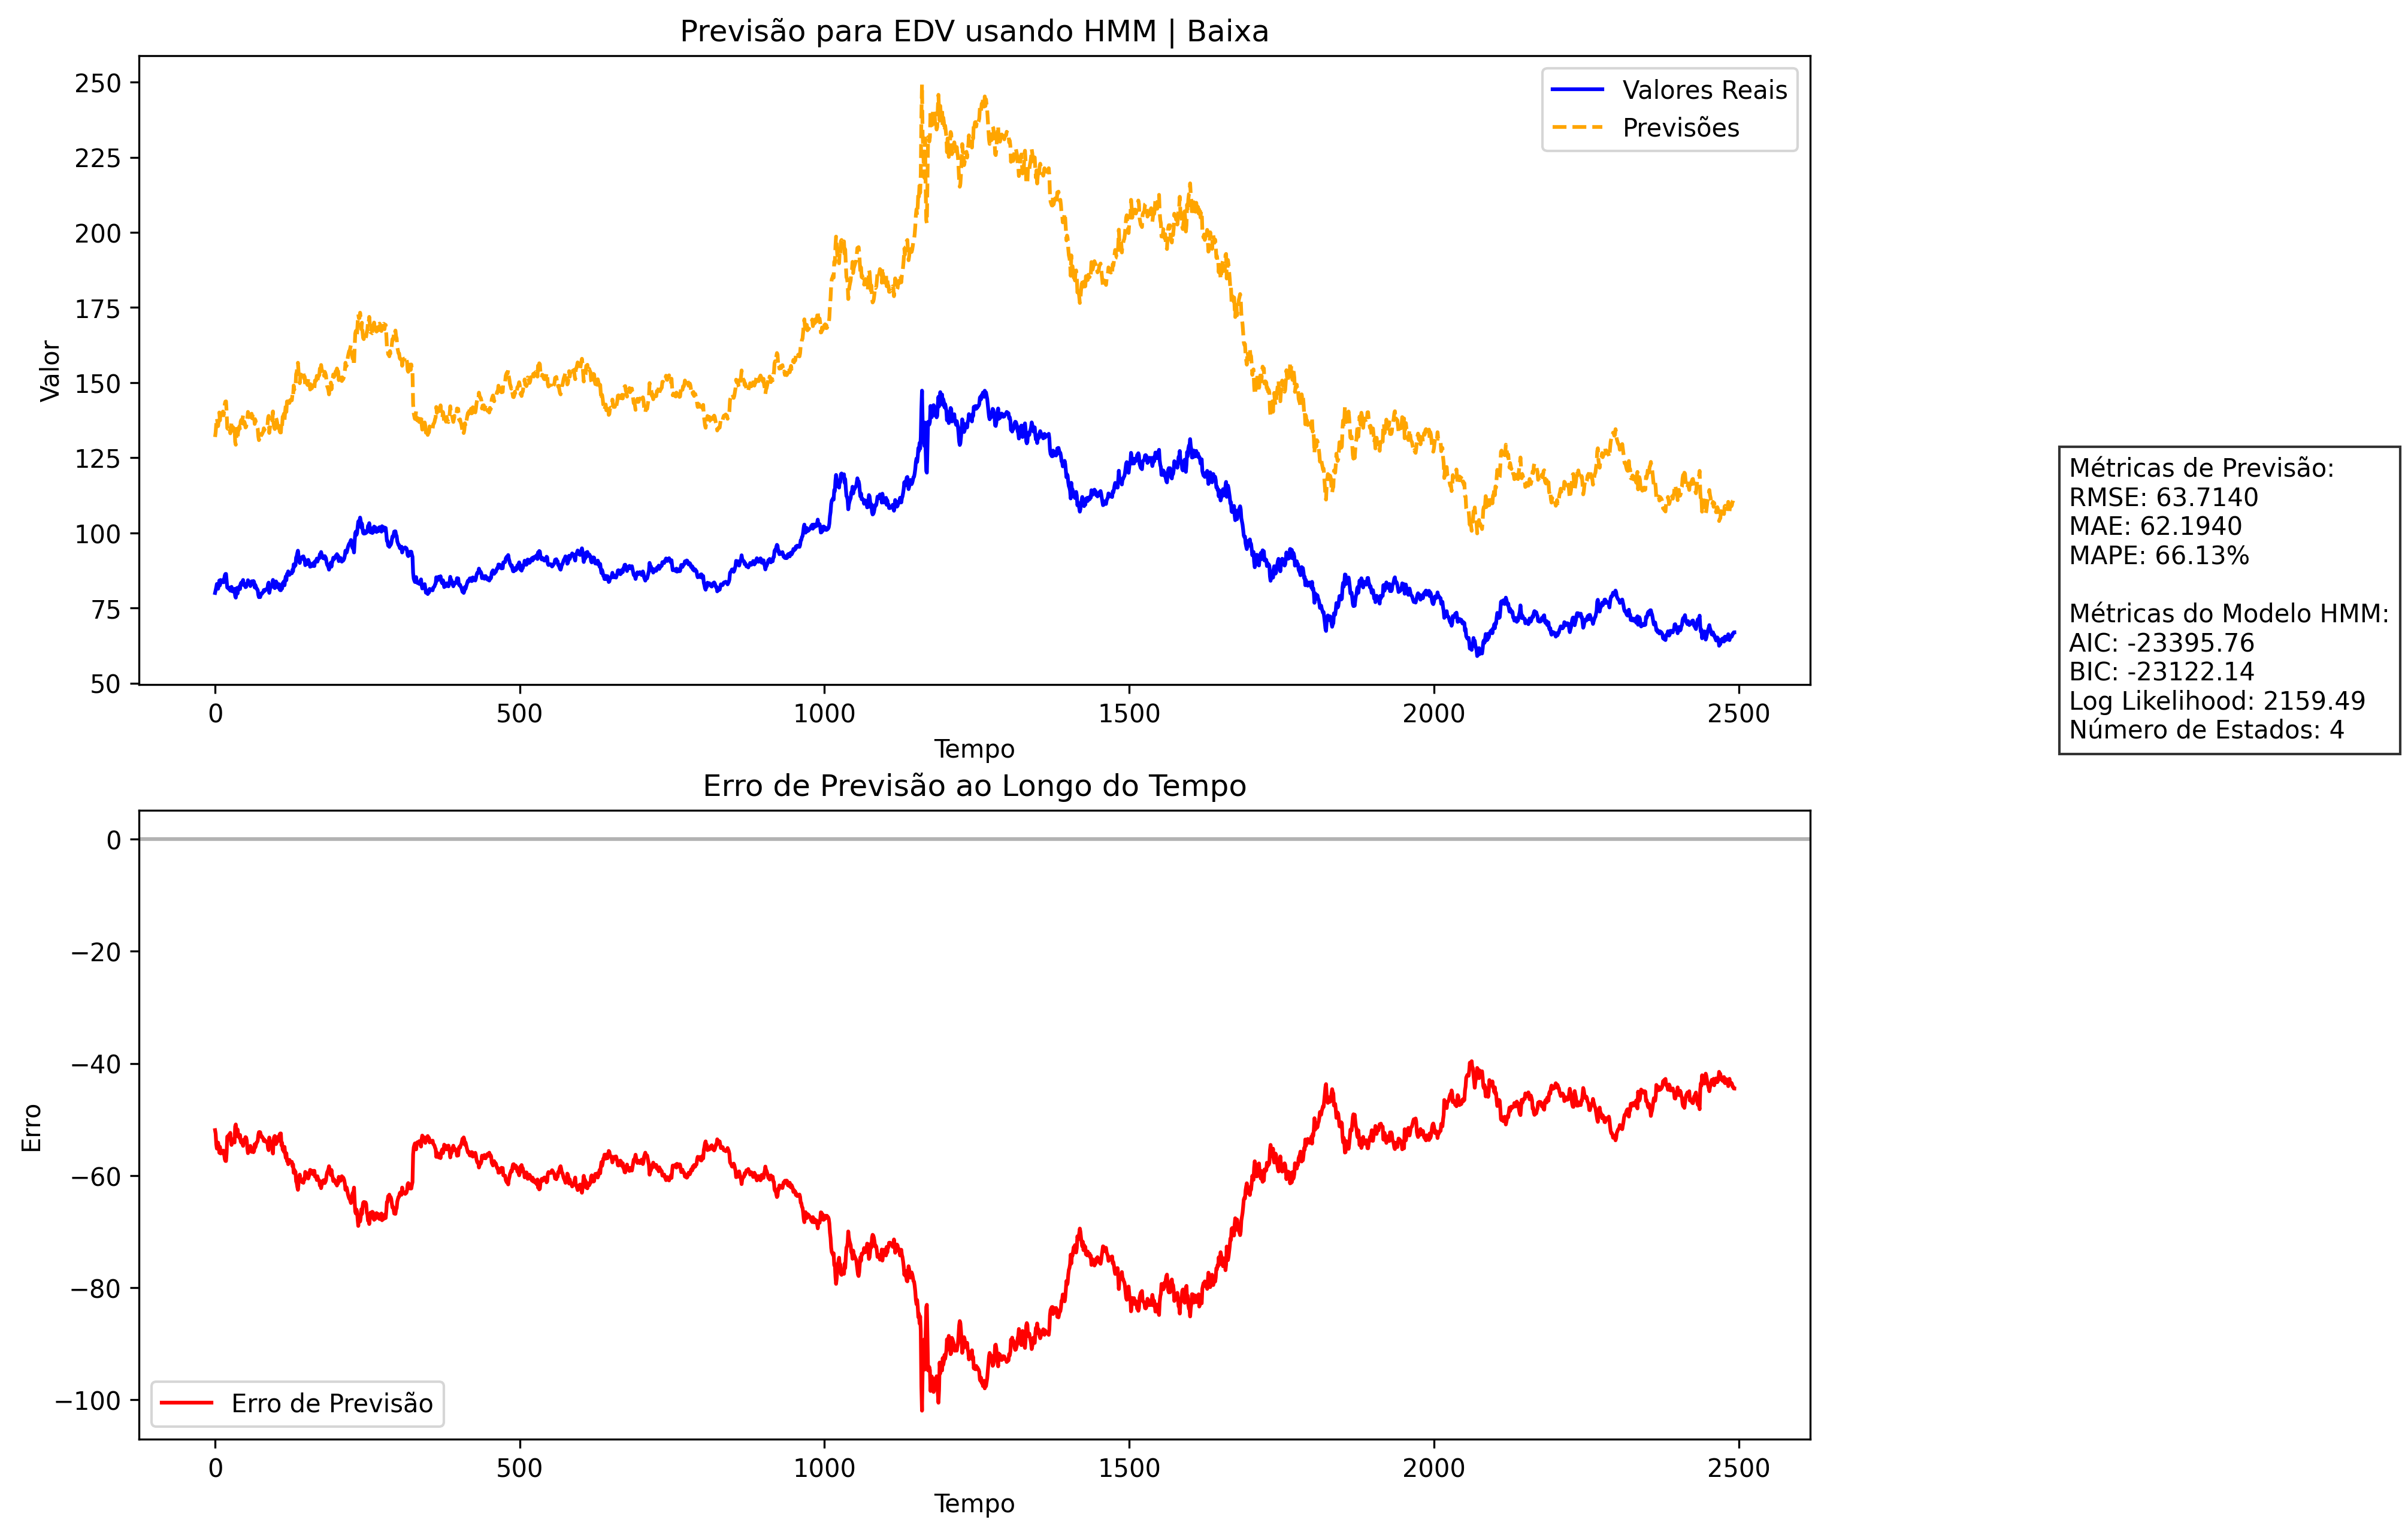 Previsão para EDV usando HMM | Baixa
250
225
200
175
150
125
100
75
50
Valor
0
500
1000
1500
2000
2500
Tempo
Valores Reais
Previsões
Métricas de Previsão:
RMSE: 63.7140
MAE: 62.1940
MAPE: 66.13%
Métricas do Modelo HMM:
AIC: -23395.76
BIC: -23122.14
Log Likelihood: 2159.49
Número de Estados: 4
Erro de Previsão ao Longo do Tempo
0
−20
−40
−60
−80
−100
Erro
Erro de Previsão
0
500
1000
1500
2000
2500
Tempo